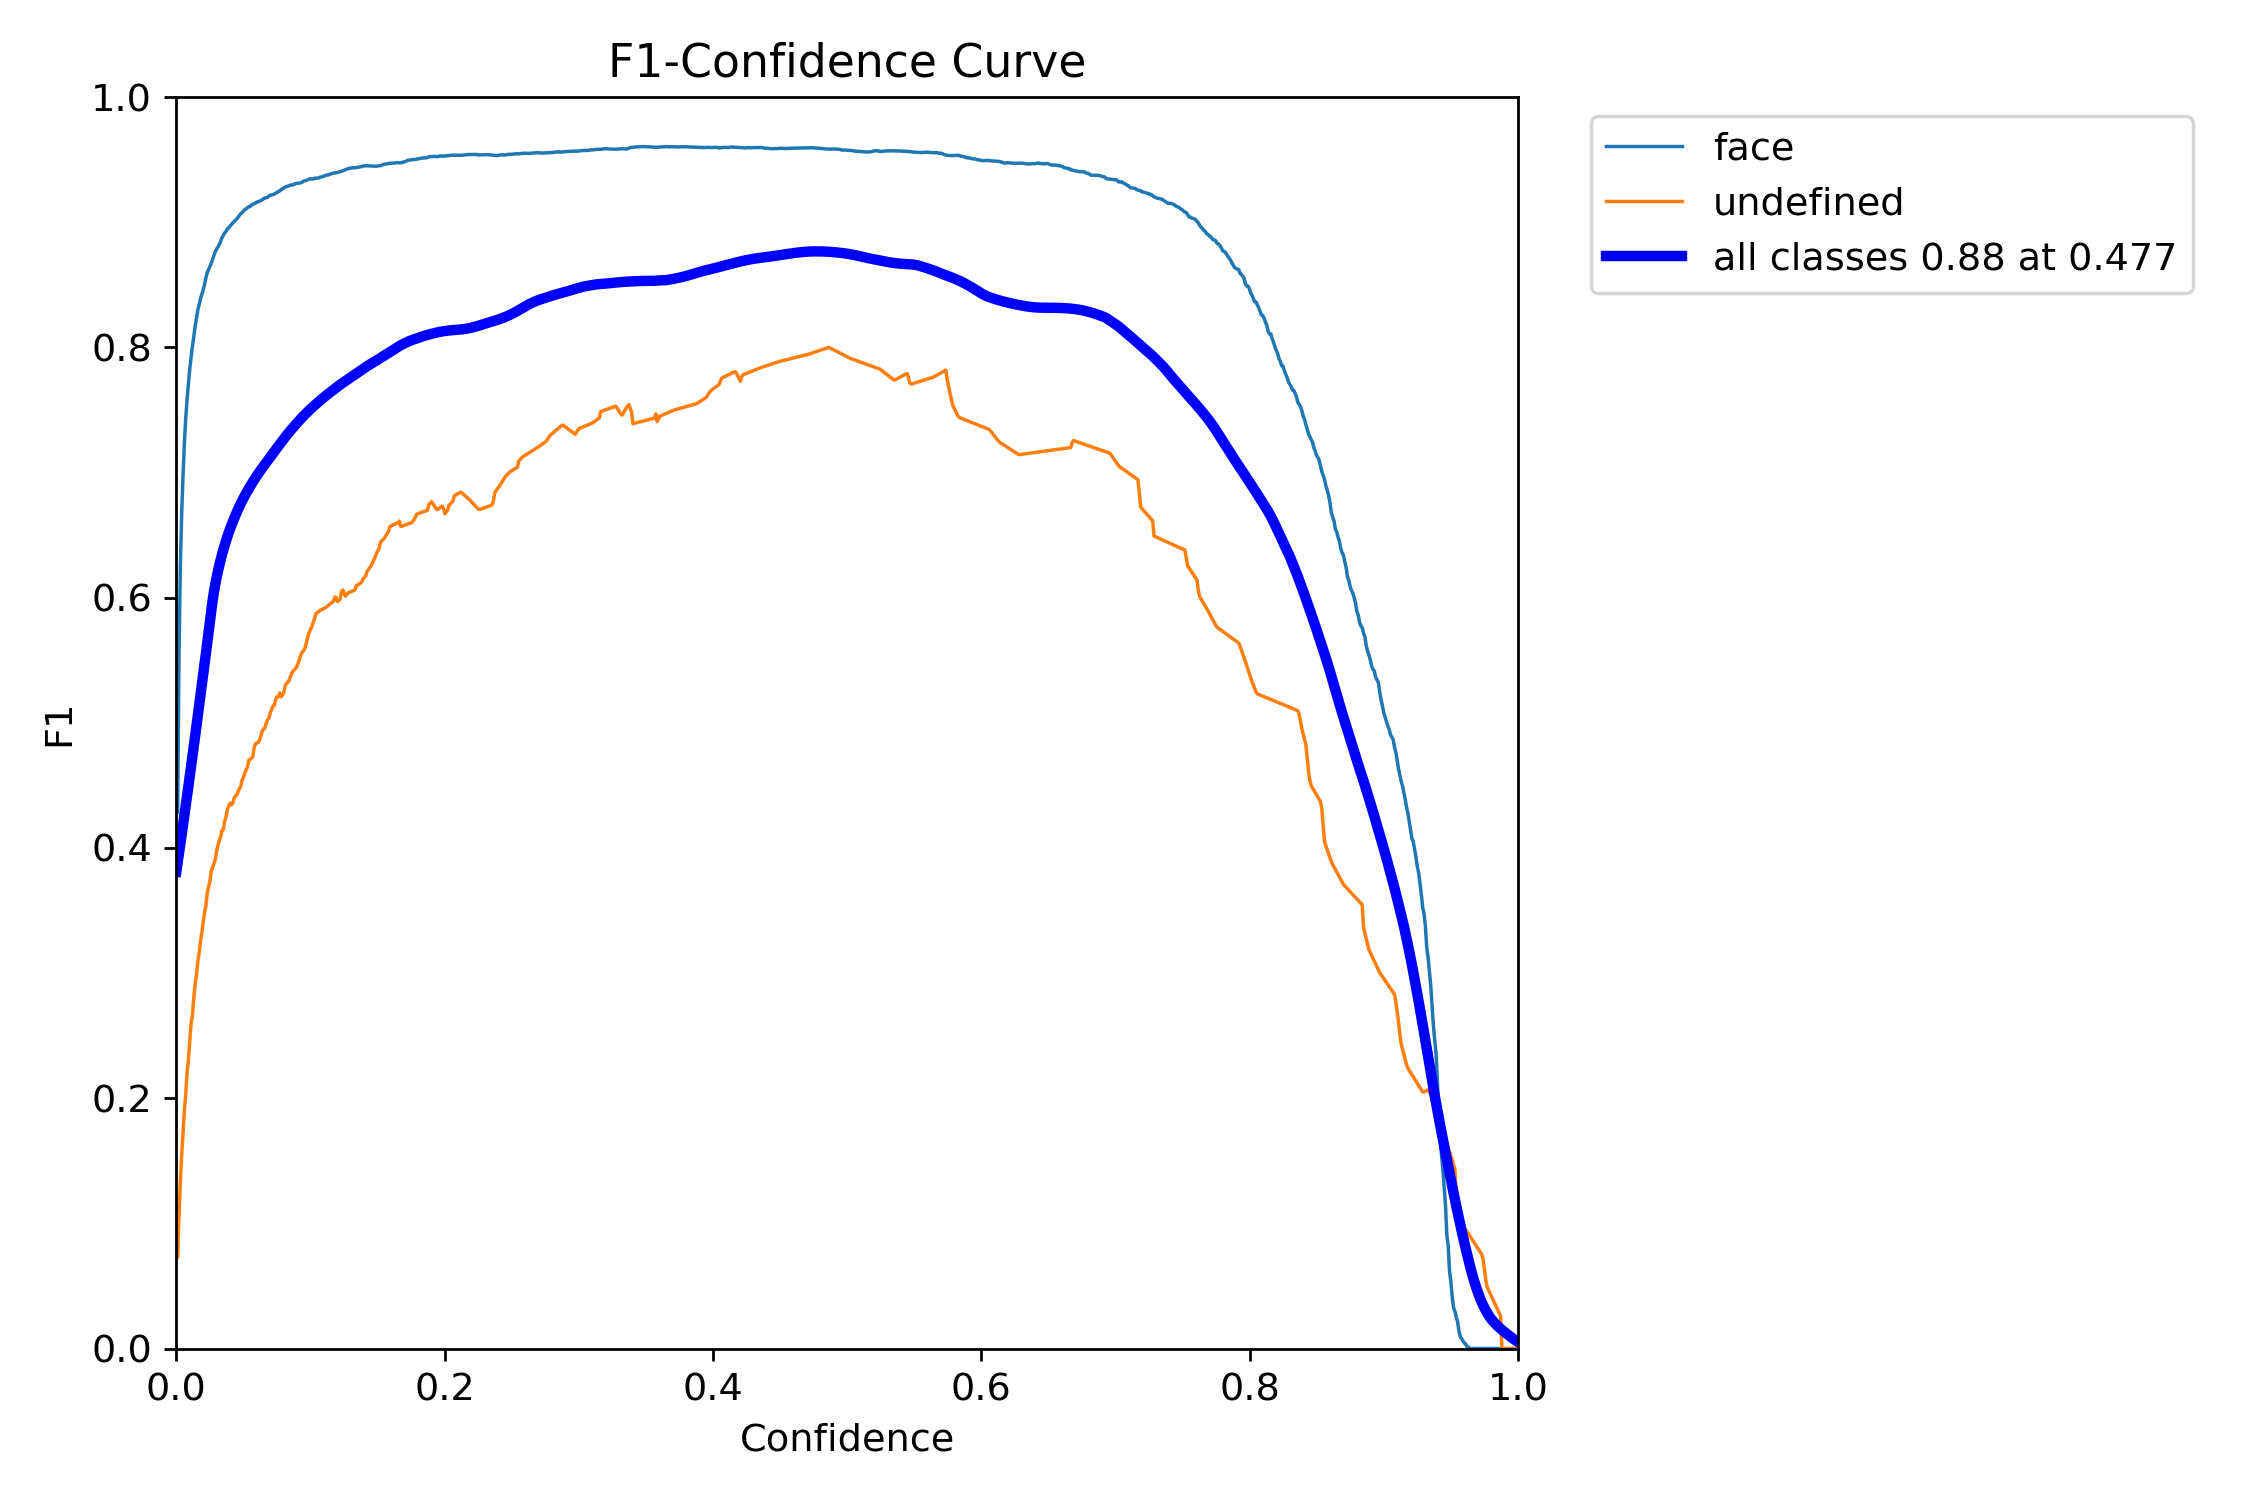 F1-Confidence Curve
1.0
0.8
0.6
0.4
0.2
0.0
F1
0.0 0.2 0.4 0.6 0.8 1.0
Confidence
face
undefined
all classes 0.88 at 0.477